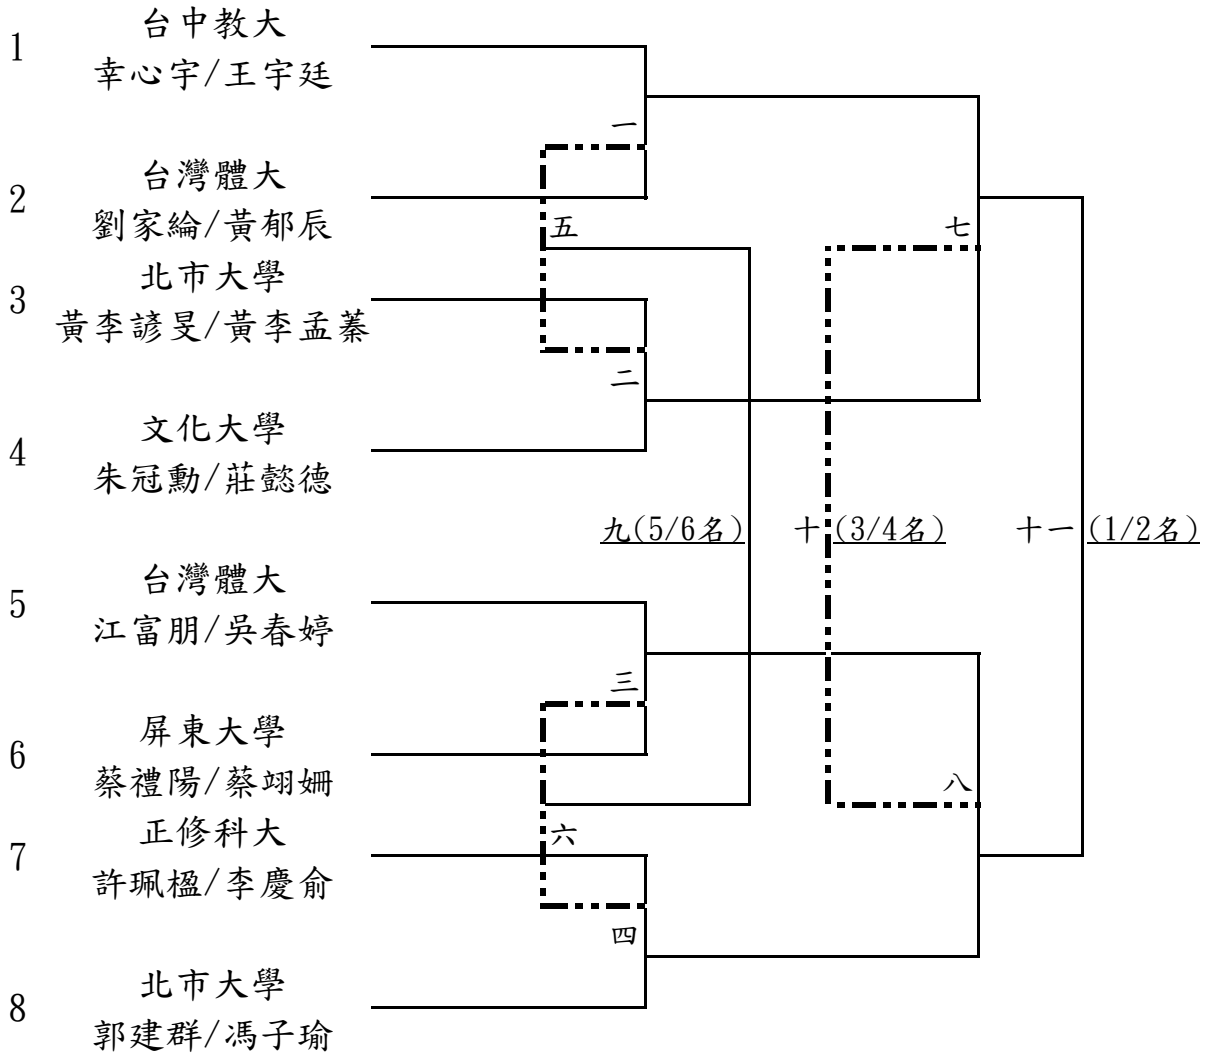 1
台中教大
幸心宇/王宇廷
一
2
台灣體大
劉家綸/黃郁辰
五
七
3
北市大學
黃李諺旻/黃李孟蓁
二
4
文化大學
朱冠勳/莊懿德
九(5/6名)
十(3/4名)
十一(1/2名)
5
台灣體大
江富朋/吳春婷
三
6
屏東大學
蔡禮陽/蔡翊姍
八
7
正修科大
許珮楹/李慶俞
六
四
8
北市大學
郭建群/馮子瑜